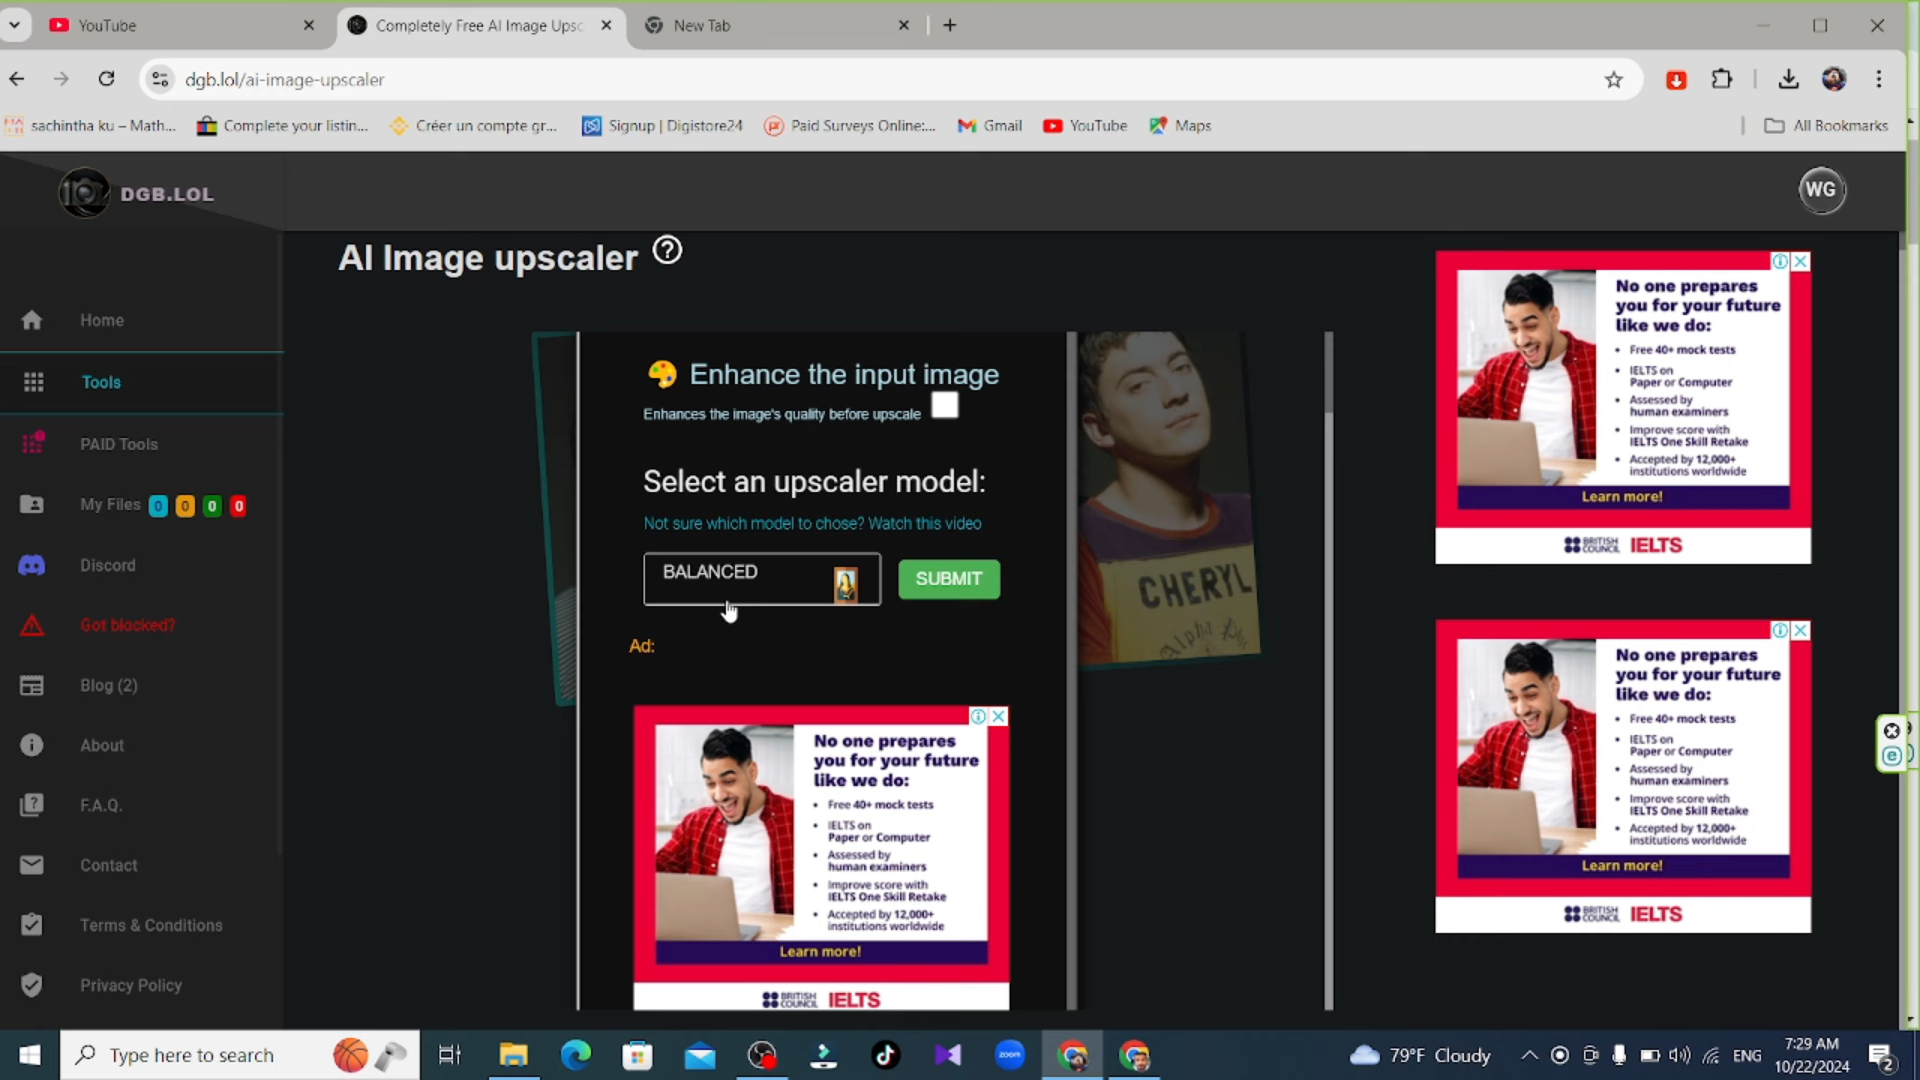 YouTube
Completely Free AI Image Upsc
New Tab
dgb.lol/ai-image-upscaler
sachintha ku – Math...
Complete your listin...
Créer un compte gr...
Signup | Digistore24
Paid Surveys Online:...
Gmail
YouTube
Maps
All Bookmarks
DGB.LOL
WG
AI Image upscaler
Home
Tools
PAID Tools
My Files 0 0 0 0
Discord
Got blocked?
Blog (2)
About
F.A.Q.
Contact
Terms & Conditions
Privacy Policy
Enhance the input image
Enhances the image's quality before upscale
Select an upscaler model:
Not sure which model to chose? Watch this video
BALANCED
SUBMIT
Ad:
CHERYL
No one prepares
you for your future
like we do:
• Free 40+ mock tests
• IELTS on
Paper or Computer
• Assessed by
human examiners
• Improve score with
IELTS One Skill Retake
• Accepted by 12,000+
institutions worldwide
Learn more!
BRITISH
COUNCIL
IELTS
No one prepares
you for your future
like we do:
• Free 40+ mock tests
• IELTS on
Paper or Computer
• Assessed by
human examiners
• Improve score with
IELTS One Skill Retake
• Accepted by 12,000+
institutions worldwide
Learn more!
BRITISH
COUNCIL
IELTS
No one prepares
you for your future
like we do:
• Free 40+ mock tests
• IELTS on
Paper or Computer
• Assessed by
human examiners
• Improve score with
IELTS One Skill Retake
• Accepted by 12,000+
institutions worldwide
Learn more!
BRITISH
COUNCIL
IELTS
Type here to search
zoom
79°F Cloudy
ENG
7:29 AM
10/22/2024
2